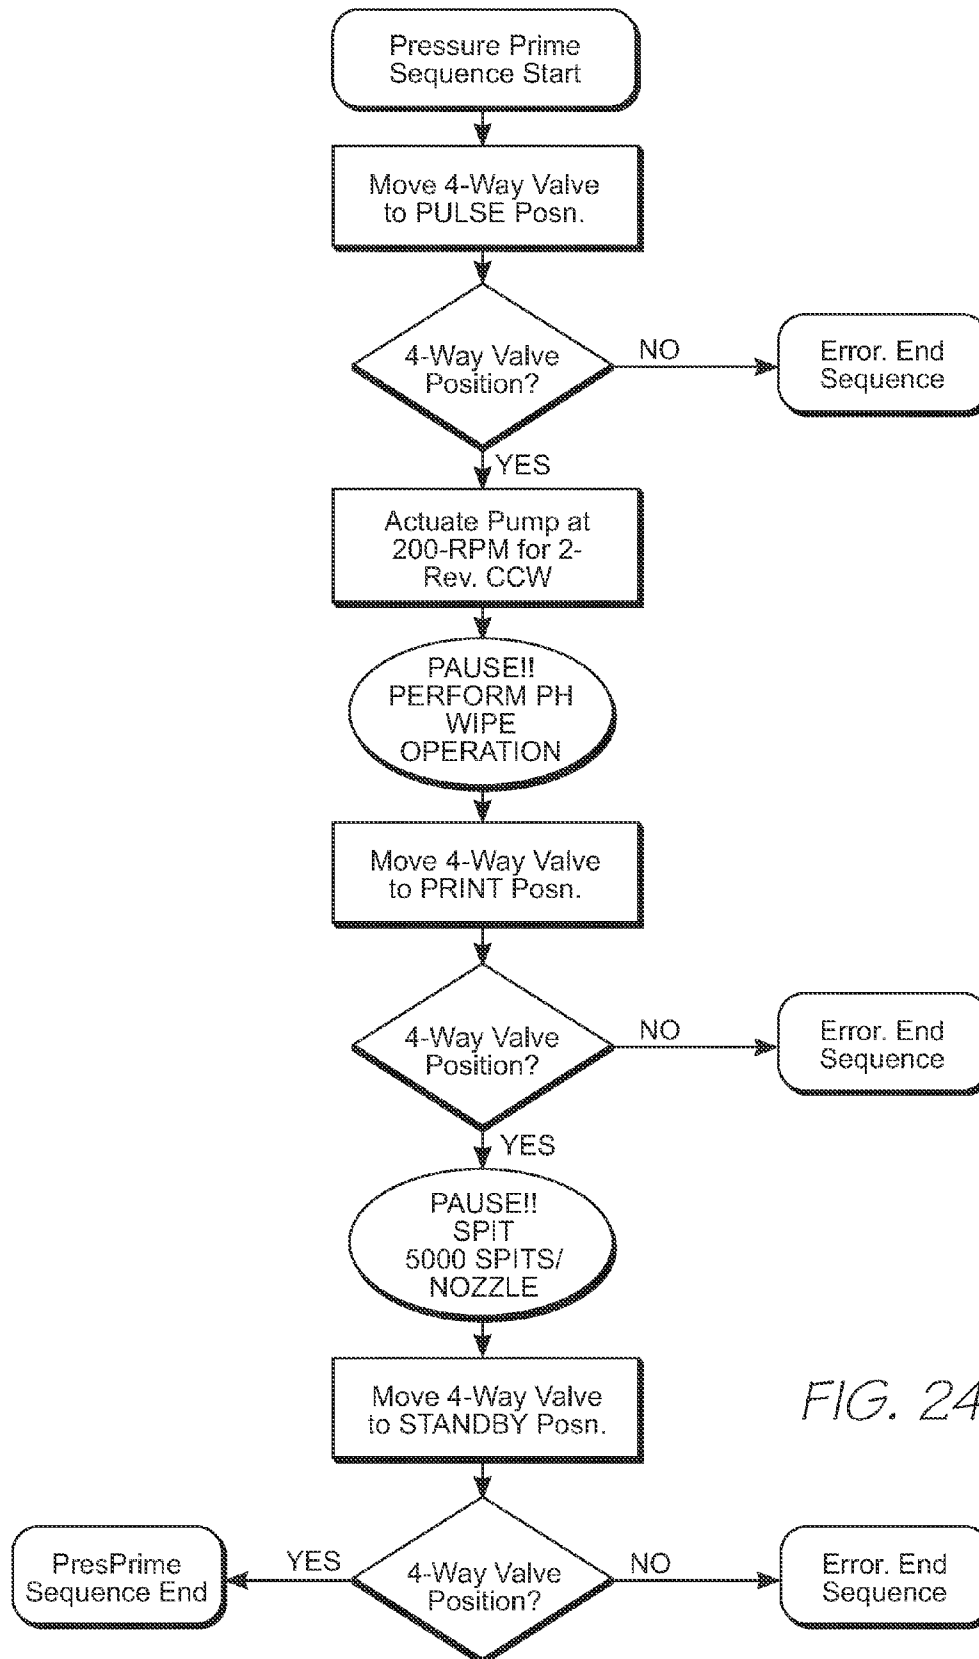 Pressure Prime
Sequence Start
Move 4-Way Valve
to PULSE Posn.
4-Way Valve
Position?
NO
Error. End
Sequence
YES
Actuate Pump at
200-RPM for 2-
Rev. CCW
PAUSE!!
PERFORM PH
WIPE
OPERATION
Move 4-Way Valve
to PRINT Posn.
4-Way Valve
Position?
NO
Error. End
Sequence
YES
PAUSE!!
SPIT
5000 SPITS/
NOZZLE
Move 4-Way Valve
to STANDBY Posn.
FIG. 24
PresPrime
Sequence End
YES
4-Way Valve
Position?
NO
Error. End
Sequence